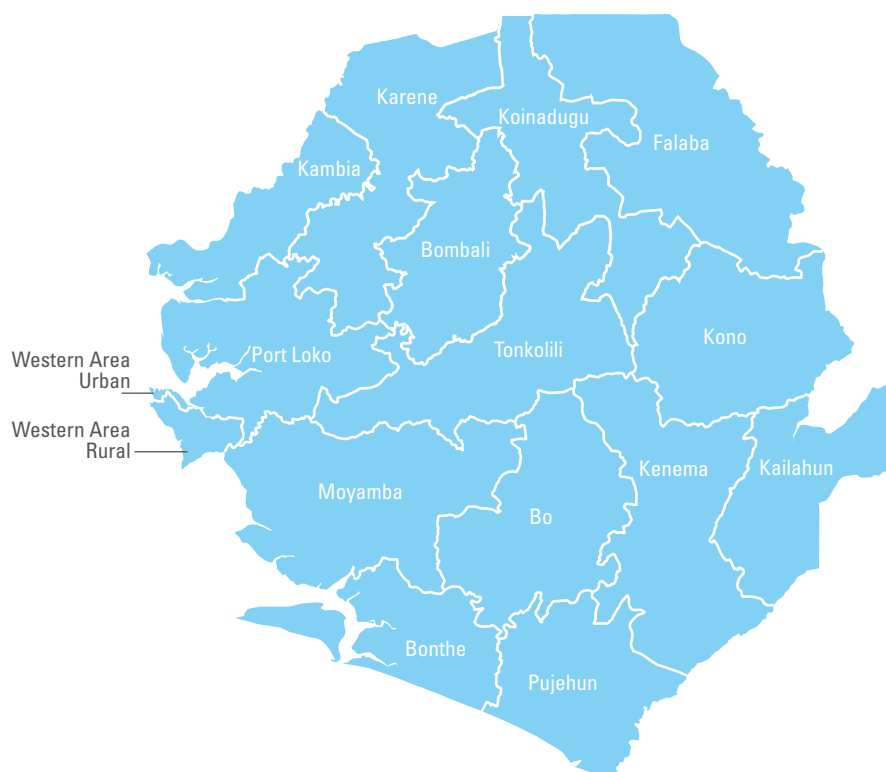 Karene
Koinadugu
Falaba
Kambia
Bombali
Kono
Port Loko
Tonkolili
Western Area
Urban
Western Area
Rural
Kenema
Kailahun
Moyamba
Bo
Bonthe
Pujehun